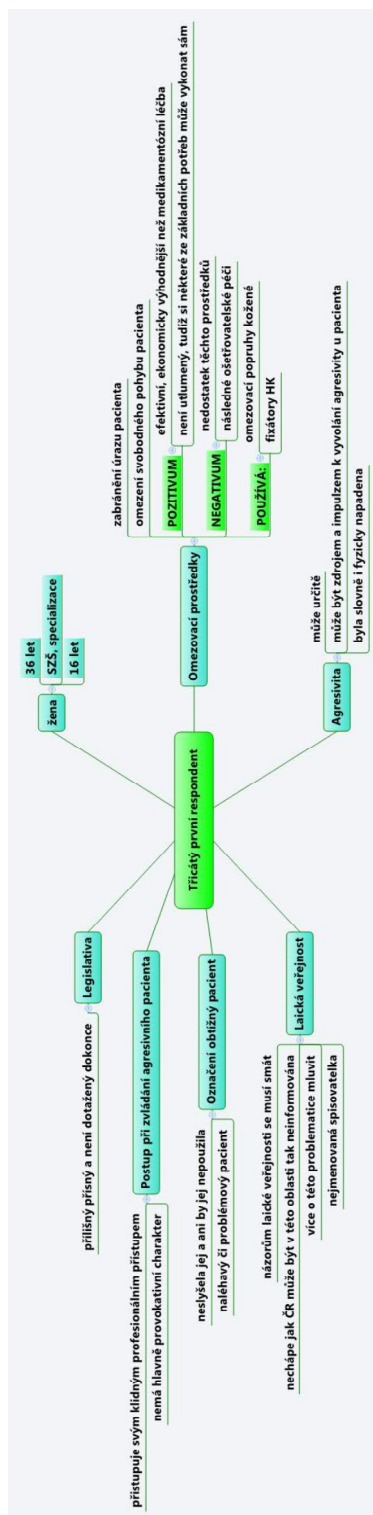 Třicátý první respondent
žena
36 let
SZŠ, specializace
16 let
Omezovací prostředky
zabránění úrazu pacienta
omezení svobodného pohybu pacienta
POZITIVUM
efektivní, ekonomicky výhodnější než medikamentózní léčba
není utlumený, tudíž si některé ze základních potřeb může vykonat sám
NEGATIVUM
nedostatek těchto prostředků
následné ošetřovatelské péči
POUŽÍVÁ:
omezovací popruhy kožené
fixátory HK
Agresivita
může určitě
může být zdrojem a impulzem k vyvolání agresivity u pacienta
byla slovně i fyzicky napadena
Legislativa
přílišný přísný a není dotažený dokonce
Postup při zvládání agresivního pacienta
přistupuje svým klidným profesionálním přístupem
nemá hlavně provokativní charakter
Označení obtížný pacient
neslyšela jej a ani by jej nepoužila
naléhavý či problémový pacient
Laická veřejnost
názorům laické veřejnosti se musí smát
nechápe jak ČR může být v této oblasti tak neinformována
více o této problematice mluvit
nejmenovaná spisovatelka